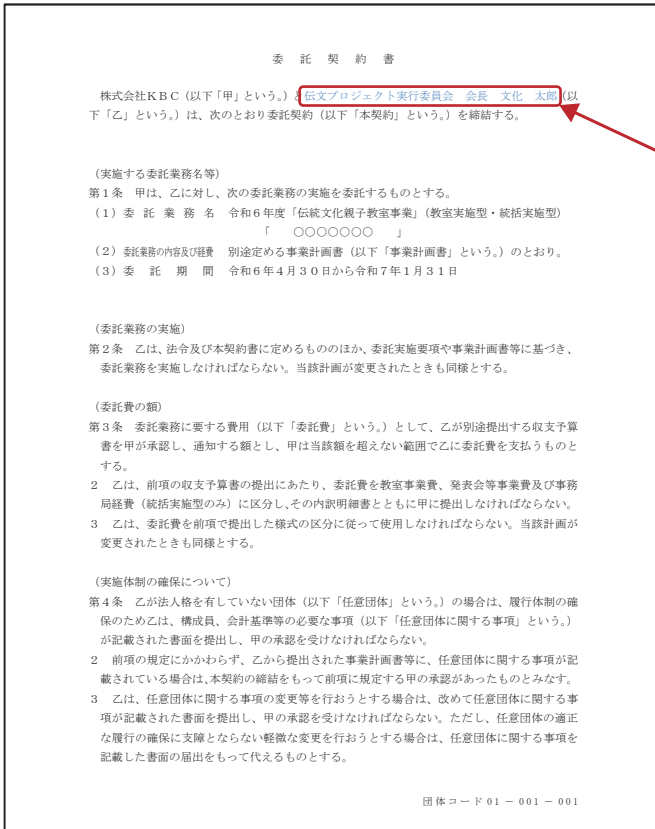 委託契約書
株式会社KBC（以下「甲」という。）と伝文プロジェクト実行委員会　会長　文化　太郎（以
下「乙」という。）は、次のとおり委託契約（以下「本契約」という。）を締結する。
（実施する委託業務名等）
第１条　甲は、乙に対し、次の委託業務の実施を委託するものとする。
（１）委託業務名　令和６年度「伝統文化親子教室事業」（教室実施型・統括実施型）
「　○○○○○○○　」
（２）委託業務の内容及び経費　別途定める事業計画書（以下「事業計画書」という。）のとおり。
（３）委託期間　令和６年４月３０日から令和７年１月３１日
（委託業務の実施）
第２条　乙は、法令及び本契約書に定めるもののほか、委託実施要項や事業計画書等に基づき、
委託業務を実施しなければならない。当該計画が変更されたときも同様とする。
（委託費の額）
第３条　委託業務に要する費用（以下「委託費」という。）として、乙が別途提出する収支予算
書を甲が承認し、通知する額とし、甲は当該額を超えない範囲で乙に委託費を支払うものと
する。
２　乙は、前項の収支予算書の提出にあたり、委託費を教室事業費、発表会等事業費及び事務
局経費（統括実施型のみ）に区分し、その内訳明細書とともに甲に提出しなければならない。
３　乙は、委託費を前項で提出した様式の区分に従って使用しなければならない。当該計画が
変更されたときも同様とする。
（実施体制の確保について）
第４条　乙が法人格を有していない団体（以下「任意団体」という。）の場合は、履行体制の確
保のため乙は、構成員、会計基準等の必要な事項（以下「任意団体に関する事項」という。）
が記載された書面を提出し、甲の承認を受けなければならない。
２　前項の規定にかかわらず、乙から提出された事業計画書等に、任意団体に関する事項が記
載されている場合は、本契約の締結をもって前項に規定する甲の承認があったものとみなす。
３　乙は、任意団体に関する事項の変更等を行おうとする場合は、改めて任意団体に関する事
項が記載された書面を提出し、甲の承認を受けなければならない。ただし、任意団体の適正
な履行の確保に支障とならない軽微な変更を行おうとする場合は、任意団体に関する事項を
記載した書面の届出をもって代えるものとする。
団体コード０１－００１－００１